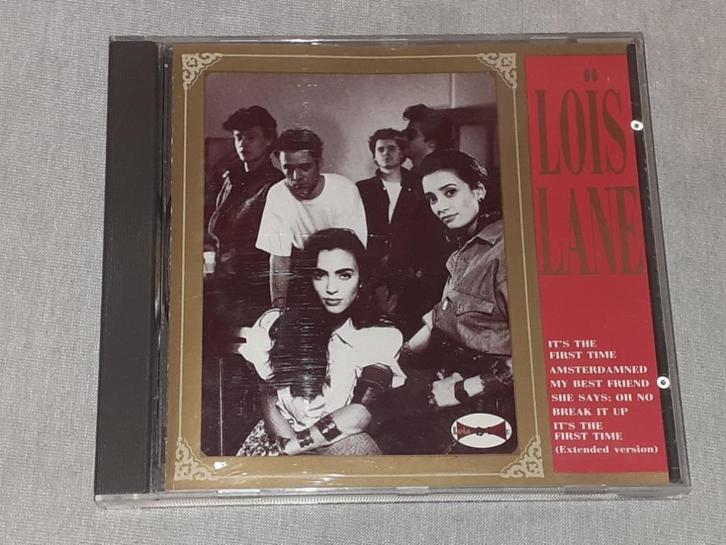 LOÏS
LANE
IT'S THE
FIRST TIME
AMSTERDAMNED
MY BEST FRIEND
SHE SAYS; OH NO
BREAK IT UP
IT'S THE
FIRST TIME
(Extended version)